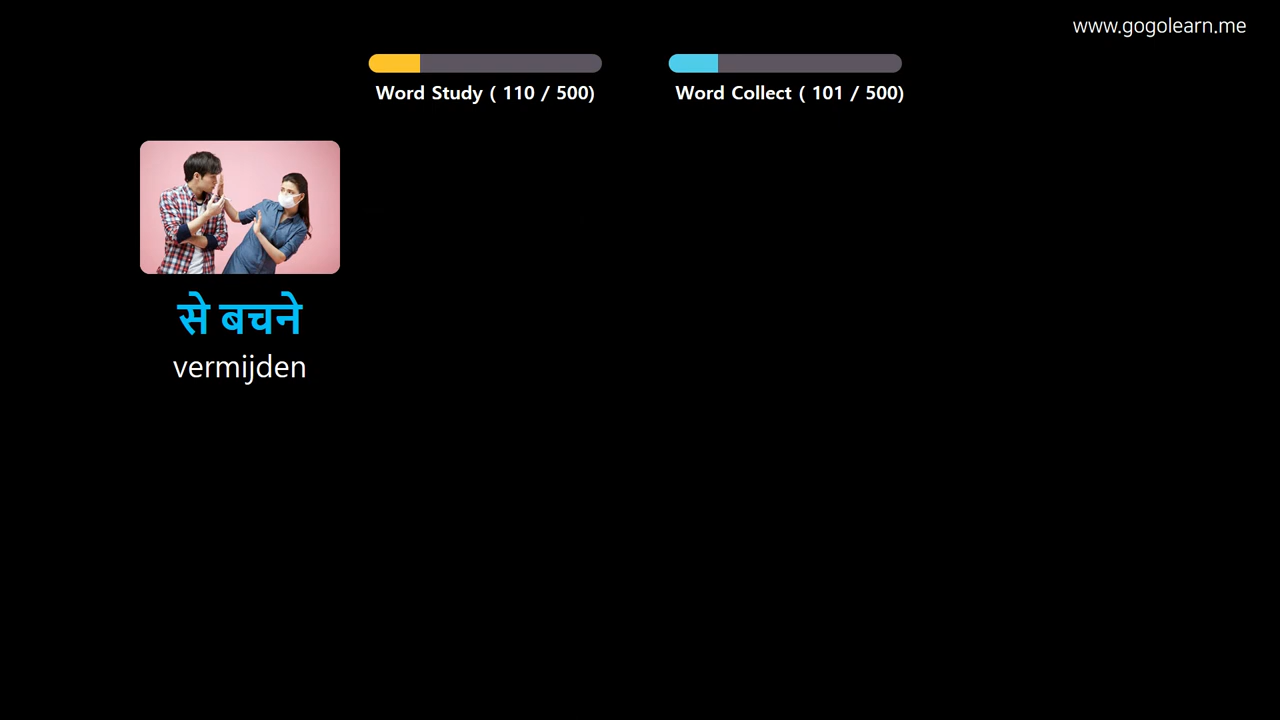 www.gogolearn.me
Word Study ( 110 / 500)
Word Collect ( 101 / 500)
से बचने
vermijden